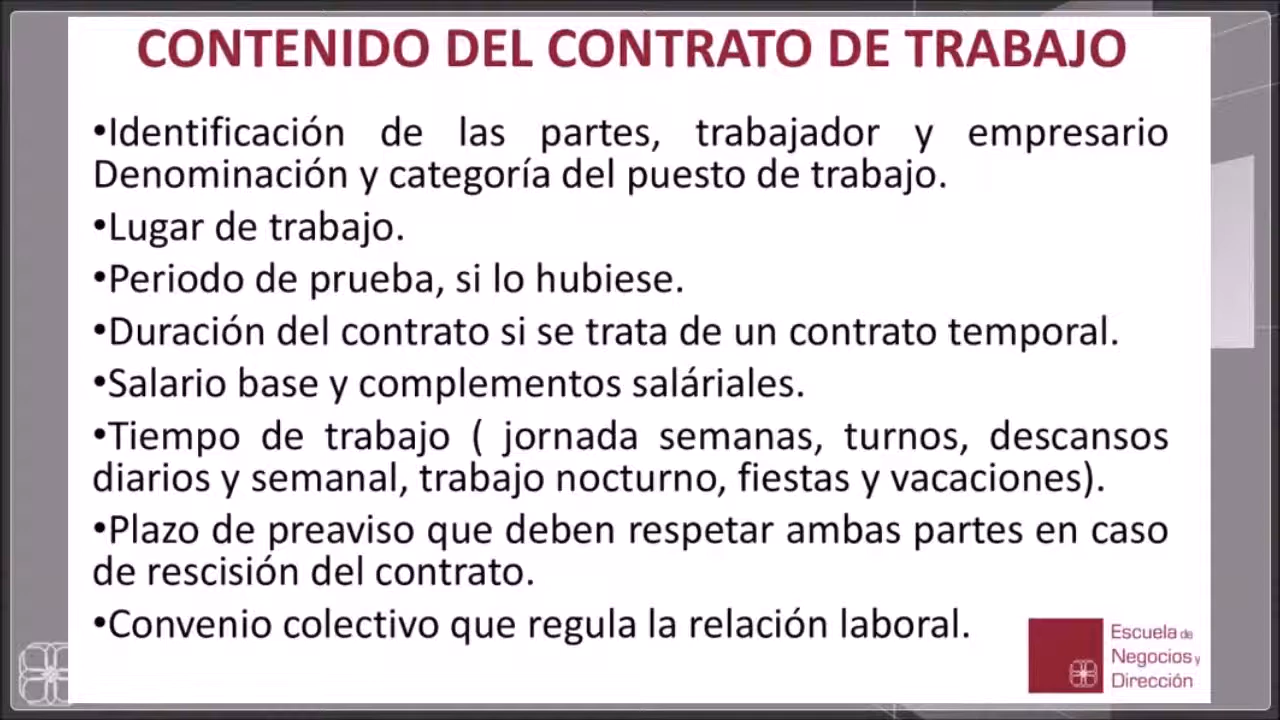 CONTENIDO DEL CONTRATO DE TRABAJO
•Identificación de las partes, trabajador y empresario
Denominación y categoría del puesto de trabajo.
•Lugar de trabajo.
•Periodo de prueba, si lo hubiese.
•Duración del contrato si se trata de un contrato temporal.
•Salario base y complementos saláriales.
•Tiempo de trabajo ( jornada semanas, turnos, descansos
diarios y semanal, trabajo nocturno, fiestas y vacaciones).
•Plazo de preaviso que deben respetar ambas partes en caso
de rescisión del contrato.
•Convenio colectivo que regula la relación laboral.
Escuela de
Negocios y
Dirección